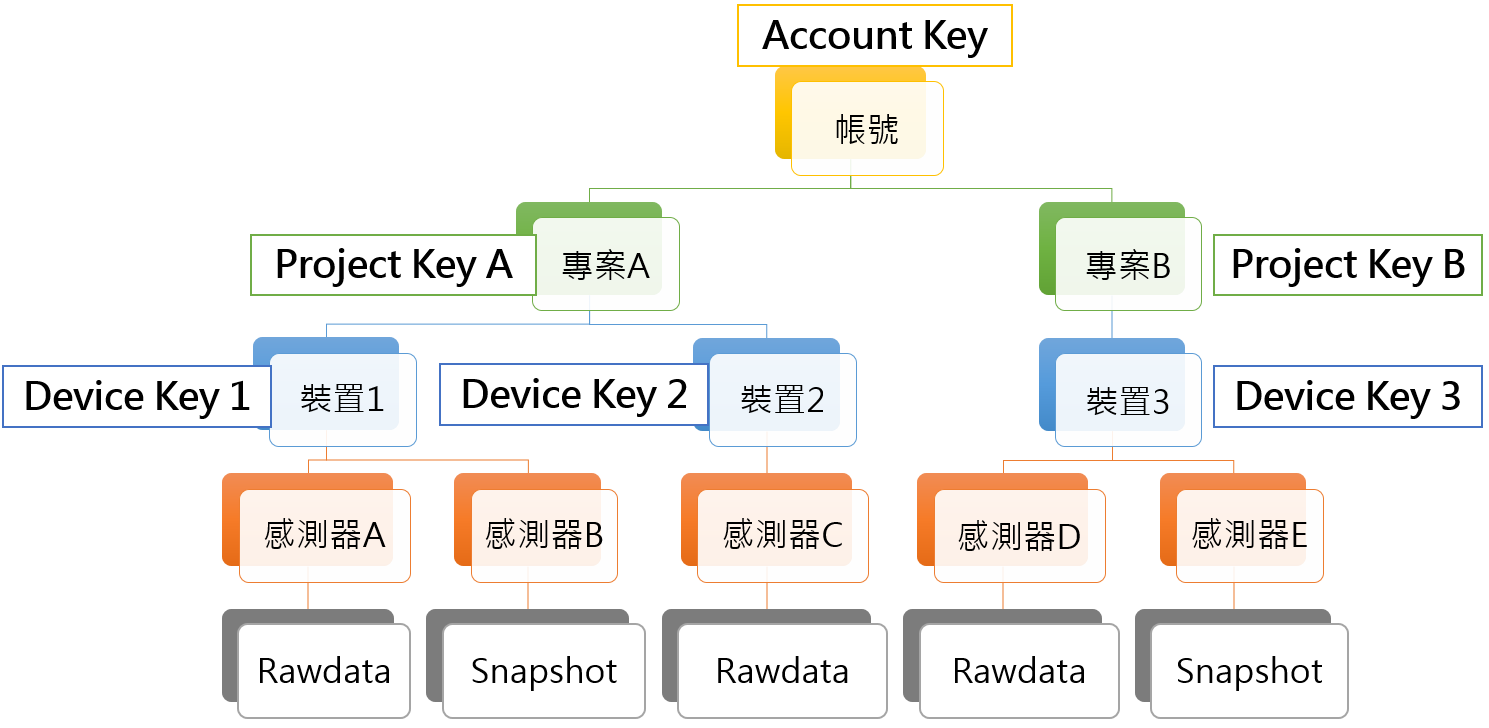 Account Key
帳號
Project Key A
專案A
專案B
Project Key B
Device Key 1
裝置1
Device Key 2
裝置2
裝置3
Device Key 3
感測器A
感測器B
感測器C
感測器D
感測器E
Rawdata
Snapshot
Rawdata
Rawdata
Snapshot